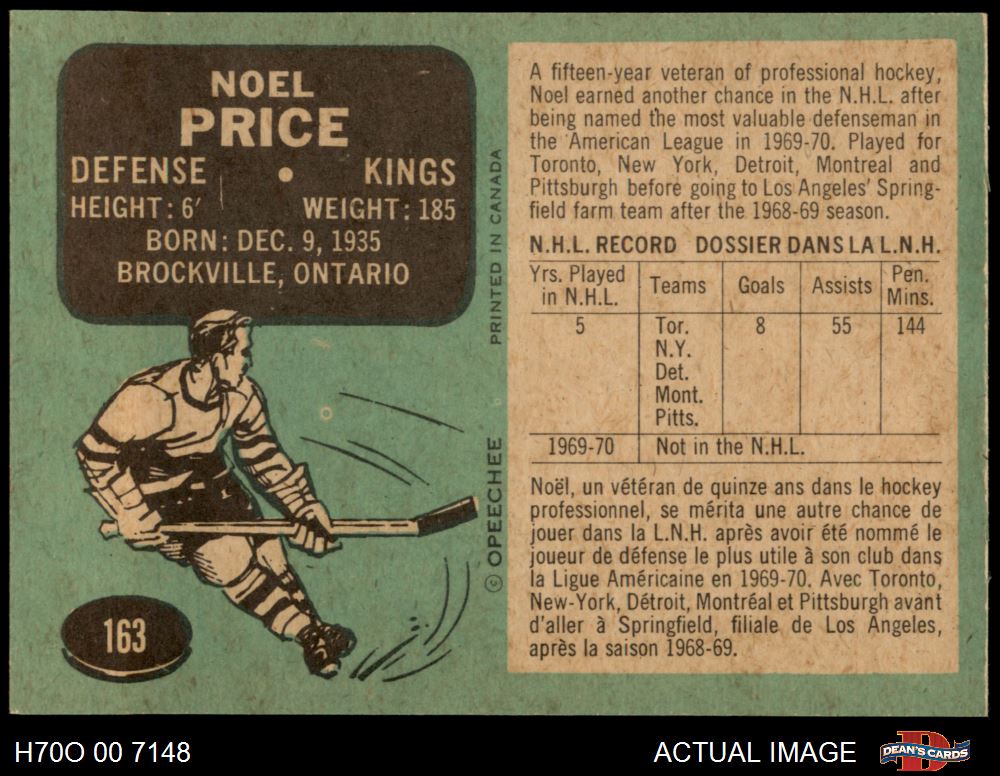 NOEL
PRICE
DEFENSE • KINGS
HEIGHT: 6′ WEIGHT: 185
BORN: DEC. 9, 1935
BROCKVILLE, ONTARIO
163
© OPEECHEE PRINTED IN CANADA
A fifteen-year veteran of professional hockey,
Noel earned another chance in the N.H.L. after
being named the most valuable defenseman in
the American League in 1969-70. Played for
Toronto, New York, Detroit, Montreal and
Pittsburgh before going to Los Angeles' Spring-
field farm team after the 1968-69 season.
N.H.L. RECORD DOSSIER DANS LA L.N.H.
Yrs. Played in N.H.L. Teams Goals Assists Pen. Mins.
5 Tor. 8 55 144
N.Y.
Det.
Mont.
Pitts.
1969-70 Not in the N.H.L.
Noël, un vétéran de quinze ans dans le hockey
professionnel, se mérita une autre chance de
jouer dans la L.N.H. après avoir été nommé le
joueur de défense le plus utile à son club dans
la Ligue Américaine en 1969-70. Avec Toronto,
New-York, Détroit, Montréal et Pittsburgh avant
d'aller à Springfield, filiale de Los Angeles,
après la saison 1968-69.
H70O 00 7148
ACTUAL IMAGE
D
DEAN'S CARDS